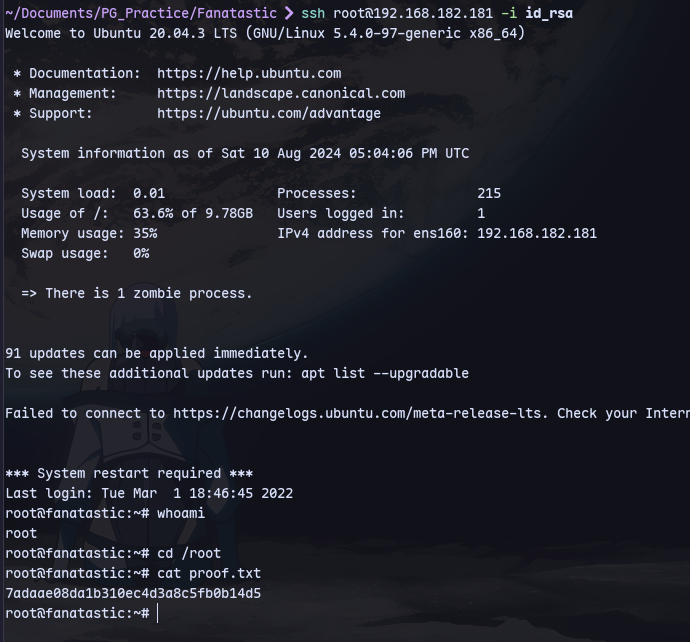 ~/Documents/PG_Practice/Fanatastic ❯ ssh root@192.168.182.181 -i id_rsa
Welcome to Ubuntu 20.04.3 LTS (GNU/Linux 5.4.0-97-generic x86_64)
* Documentation:  https://help.ubuntu.com
* Management:     https://landscape.canonical.com
* Support:        https://ubuntu.com/advantage
System information as of Sat 10 Aug 2024 05:04:06 PM UTC
System load:  0.01               Processes:               215
Usage of /:   63.6% of 9.78GB   Users logged in:         1
Memory usage: 35%               IPv4 address for ens160: 192.168.182.181
Swap usage:   0%
=> There is 1 zombie process.
91 updates can be applied immediately.
To see these additional updates run: apt list --upgradable
Failed to connect to https://changelogs.ubuntu.com/meta-release-lts. Check your Intern
*** System restart required ***
Last login: Tue Mar  1 18:46:45 2022
root@fanatastic:~# whoami
root
root@fanatastic:~# cd /root
root@fanatastic:~# cat proof.txt
7adaae08da1b310ec4d3a8c5fb0b14d5
root@fanatastic:~#